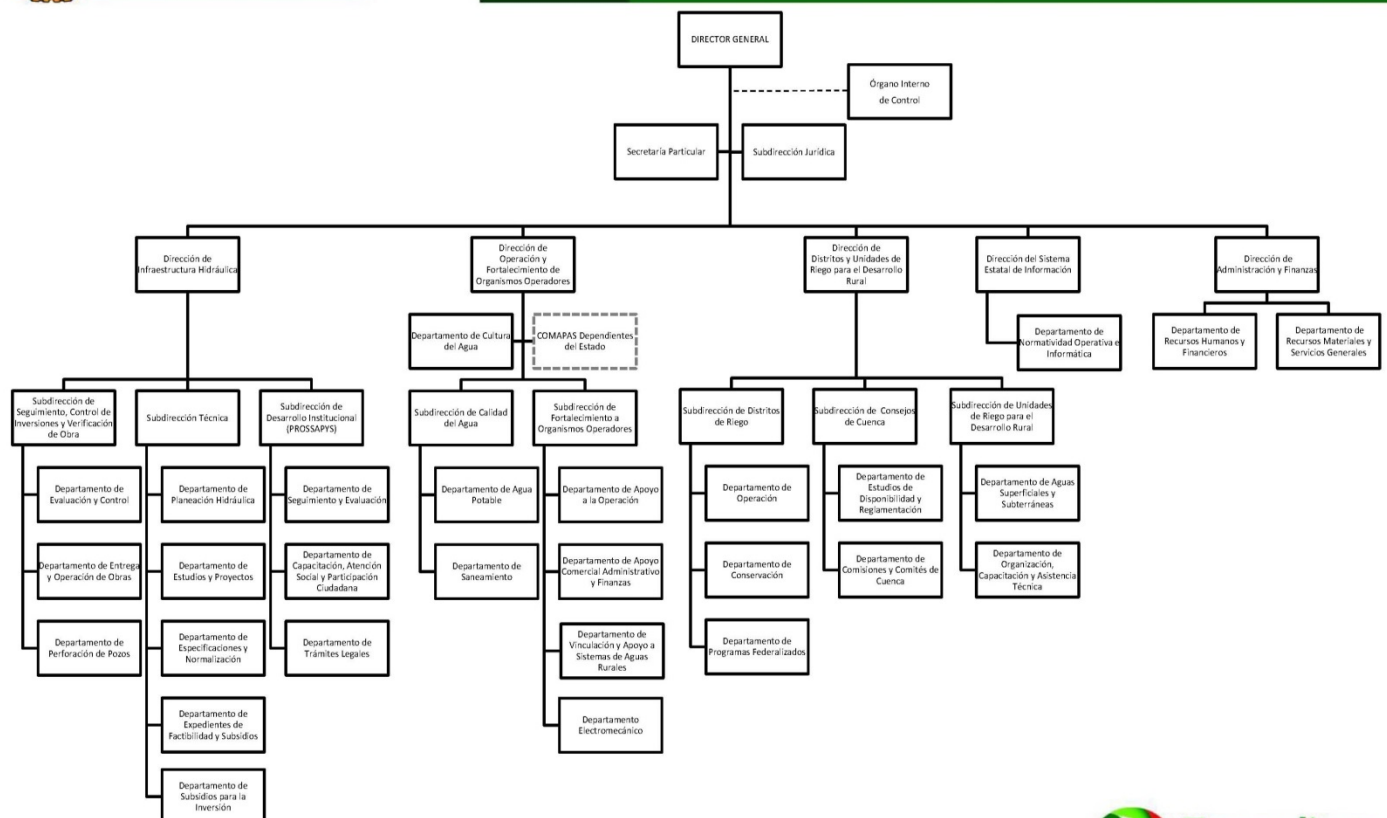 DIRECTOR GENERAL
Órgano Interno
de Control
Secretaría Particular
Subdirección Jurídica
Dirección de
Infraestructura Hidráulica
Dirección de
Operación y
Fortalecimiento de
Organismos Operadores
Dirección de
Distritos y Unidades de
Riego para el Desarrollo
Rural
Dirección del Sistema
Estatal de Información
Dirección de
Administración y Finanzas
Departamento de Cultura
del Agua
COMAPAS Dependientes
del Estado
Departamento de
Normatividad Operativa e
Informática
Departamento de
Recursos Humanos y
Financieros
Departamento de
Recursos Materiales y
Servicios Generales
Subdirección de
Seguimiento, Control de
Inversiones y Verificación
de Obra
Subdirección Técnica
Subdirección de
Desarrollo Institucional
(PROSSAPYS)
Subdirección de Calidad
del Agua
Subdirección de
Fortalecimiento a
Organismos Operadores
Subdirección de Distritos
de Riego
Subdirección de Consejos
de Cuenca
Subdirección de Unidades
de Riego para el
Desarrollo Rural
Departamento de
Evaluación y Control
Departamento de
Planeación Hidráulica
Departamento de
Seguimiento y Evaluación
Departamento de Agua
Potable
Departamento de Apoyo
a la Operación
Departamento de
Operación
Departamento de
Estudios de
Disponibilidad y
Reglamentación
Departamento de Aguas
Superficiales y
Subterráneas
Departamento de Entrega
y Operación de Obras
Departamento de
Estudios y Proyectos
Departamento de
Capacitación, Atención
Social y Participación
Ciudadana
Departamento de
Saneamiento
Departamento de Apoyo
Comercial Administrativo
y Finanzas
Departamento de
Conservación
Departamento de
Comisiones y Comités de
Cuenca
Departamento de
Organización,
Capacitación y Asistencia
Técnica
Departamento de
Perforación de Pozos
Departamento de
Especificaciones y
Normalización
Departamento de
Trámites Legales
Departamento de
Vinculación y Apoyo a
Sistemas de Aguas
Rurales
Departamento de
Programas Federalizados
Departamento de
Expedientes de
Factibilidad y Subsidios
Departamento
Electromecánico
Departamento de
Subsidios para la
Inversión